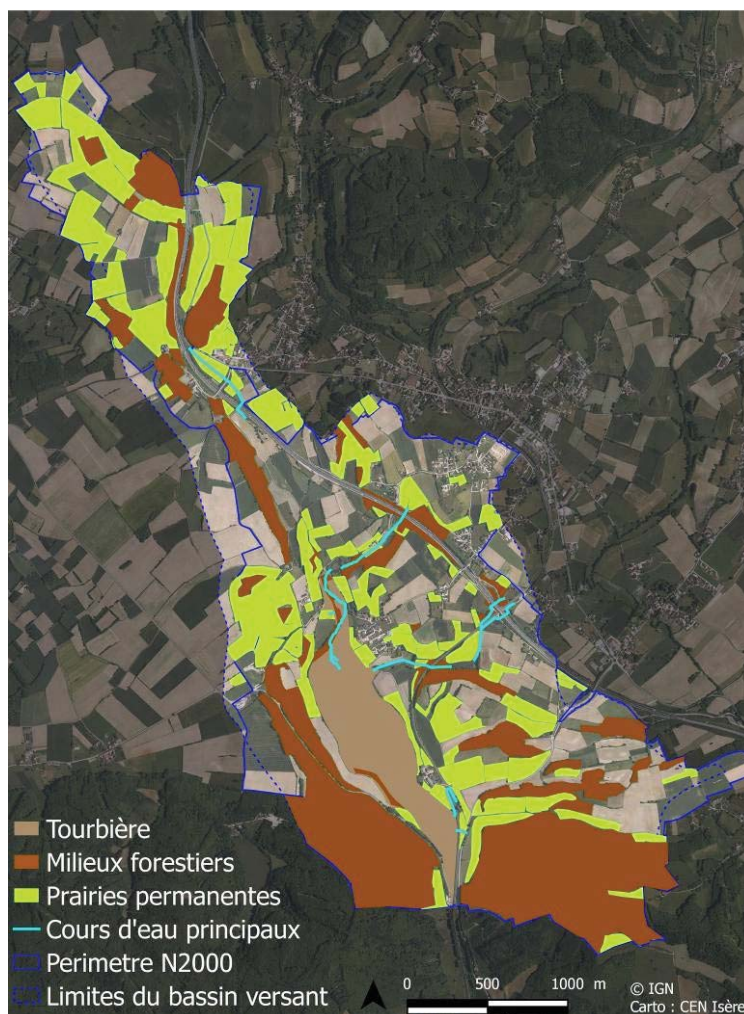 Tourbière
Milieux forestiers
Prairies permanentes
Cours d'eau principaux
Perimetre N2000
Limites du bassin versant
0 500 1000 m
© IGN
Carto : CEN Isère